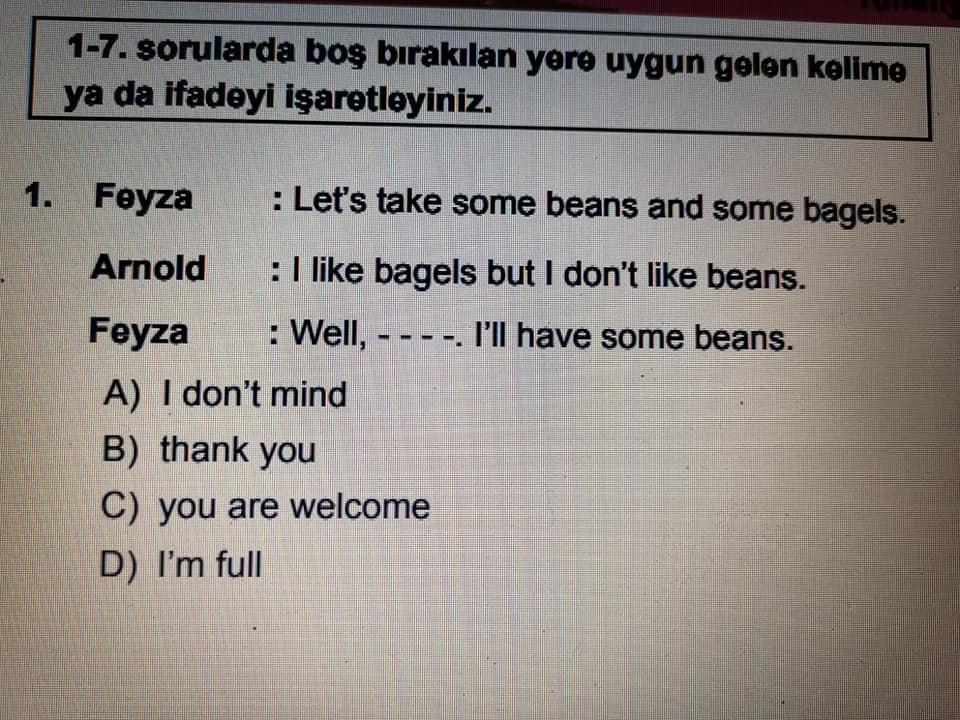 1-7. sorularda boş bırakılan yere uygun gelen kelime
ya da ifadeyi işaretleyiniz.
1. Feyza : Let's take some beans and some bagels.
Arnold : I like bagels but I don't like beans.
Feyza : Well, - - - -. I'll have some beans.
A) I don't mind
B) thank you
C) you are welcome
D) I'm full